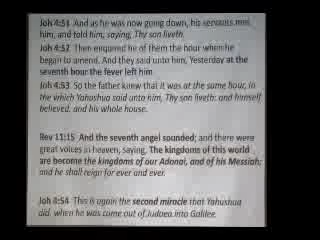 Joh 4:51 And as he was now going down, his servants met
him, and told him, saying, Thy son liveth.
Joh 4:52 Then enquired he of them the hour when he
began to amend. And they said unto him, Yesterday at the
seventh hour the fever left him.
Joh 4:53 So the father knew that it was at the same hour, in
the which Yahushua said unto him, Thy son liveth: and himself
believed, and his whole house.
Rev 11:15 And the seventh angel sounded; and there were
great voices in heaven, saying, The kingdoms of this world
are become the kingdoms of our Adonai, and of his Messiah;
and he shall reign for ever and ever.
Joh 4:54 This is again the second miracle that Yahushua
did, when he was come out of Judaea into Galilee.